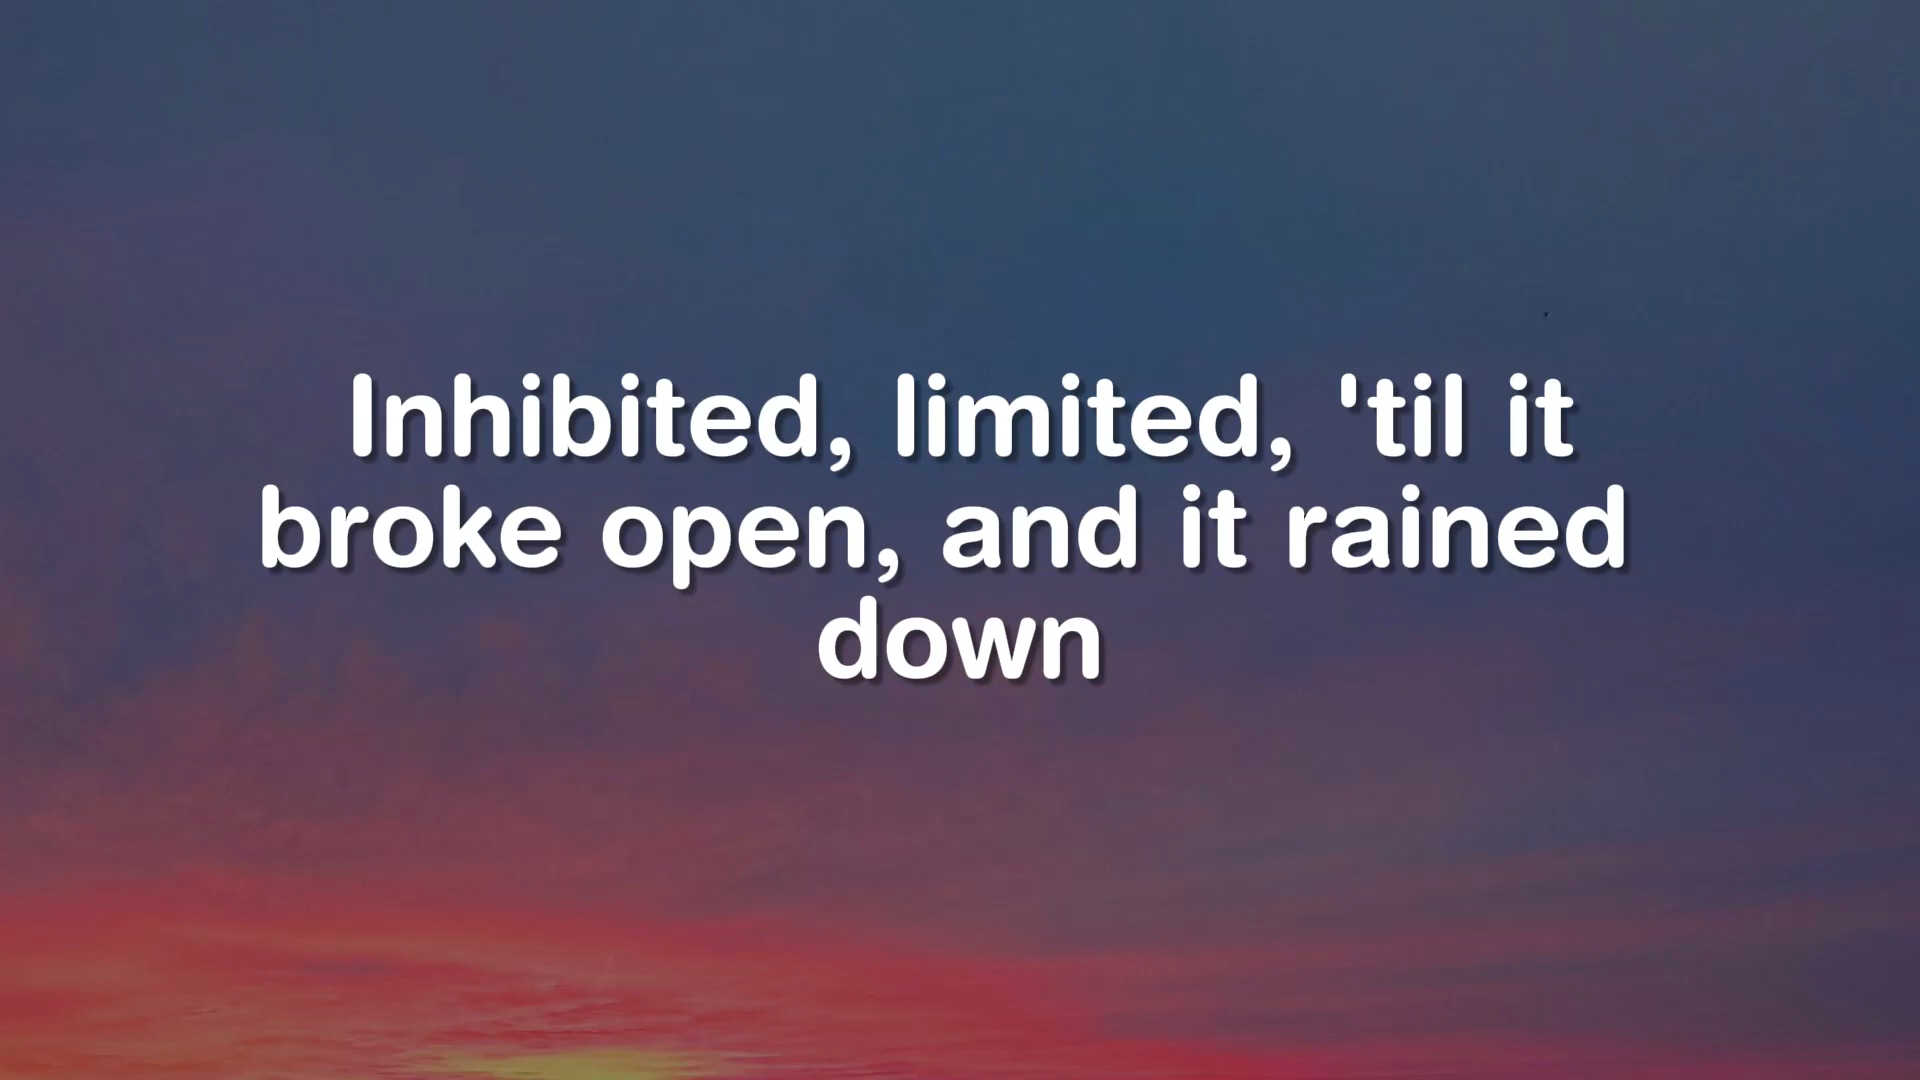 Inhibited, limited, 'til it
broke open, and it rained
down